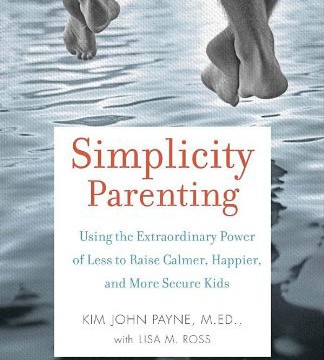 Simplicity
Parenting
Using the Extraordinary Power
of Less to Raise Calmer, Happier,
and More Secure Kids
KIM JOHN PAYNE, M.ED.,
with LISA M. ROSS